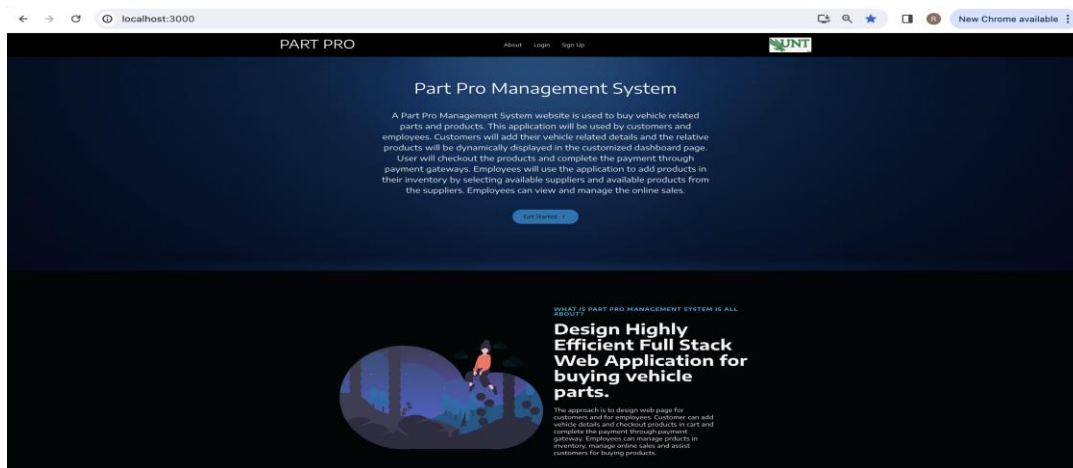 localhost:3000
R
New Chrome available
PART PRO
About Login Sign Up
UNT
Part Pro Management System
A Part Pro Management System website is used to buy vehicle related
parts and products. This application will be used by customers and
employees. Customers will add their vehicle related details and the relative
products will be dynamically displayed in the customized dashboard page.
User will checkout the products and complete the payment through
payment gateways. Employees will use the application to add products in
their inventory by selecting available suppliers and available products from
the suppliers. Employees can view and manage the online sales.
Get Started
WHAT IS PART PRO MANAGEMENT SYSTEM IS ALL
ABOUT?
Design Highly
Efficient Full Stack
Web Application for
buying vehicle
parts.
The approach is to design web page for
customers and for employees. Customer can add
vehicle details and checkout products in cart and
complete the payment through payment
gateway. Employees can manage prducts in
inventory, manage online sales and assist
customers for buying products.